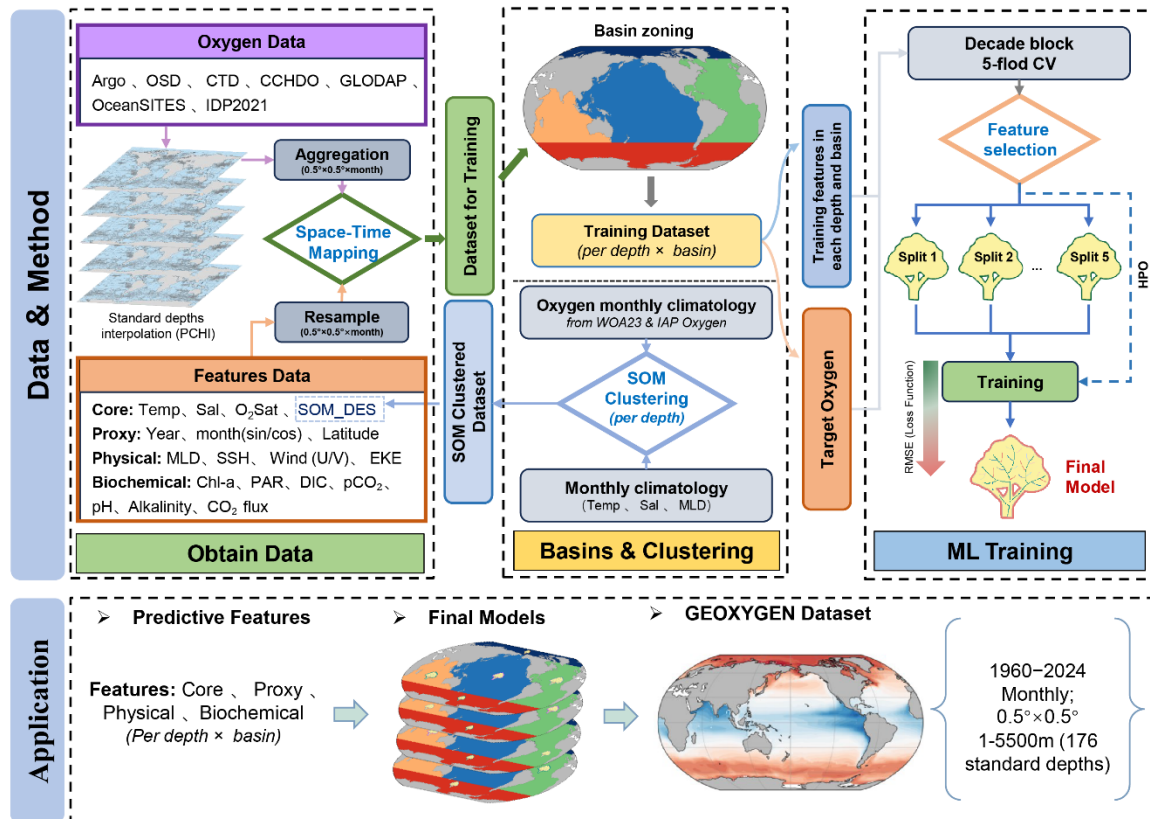 Data & Method
Oxygen Data
Argo 、OSD 、 CTD 、CCHDO 、GLODAP 、
OceanSITES 、IDP2021
Aggregation
(0.5°×0.5°×month)
Space-Time
Mapping
Standard depths
interpolation (PCHI)
Resample
(0.5°×0.5°×month)
Features Data
Core: Temp、Sal、O₂Sat 、SOM_DES
Proxy: Year、month(sin/cos) 、Latitude
Physical: MLD、SSH、 Wind (U/V)、EKE
Biochemical: Chl-a、PAR、DIC、pCO₂、
pH、Alkalinity、CO₂ flux
Obtain Data
Dataset for Training
SOM Clustered
Dataset
Basin zoning
Training Dataset
(per depth × basin)
Oxygen monthly climatology
from WOA23 & IAP Oxygen
SOM
Clustering
(per depth)
Monthly climatology
(Temp 、 Sal 、MLD)
Basins & Clustering
Training features in
each depth and basin
Target Oxygen
Decade block
5-flod CV
Feature
selection
Split 1
Split 2
...
Split 5
HPO
Training
RMSE (Loss Function)
Final
Model
ML Training
Application
➢ Predictive Features
Features: Core 、 Proxy 、
Physical 、Biochemical
(Per depth × basin)
➢ Final Models
➢ GEOXYGEN Dataset
1960−2024
Monthly;
0.5°×0.5°
1-5500m (176
standard depths)